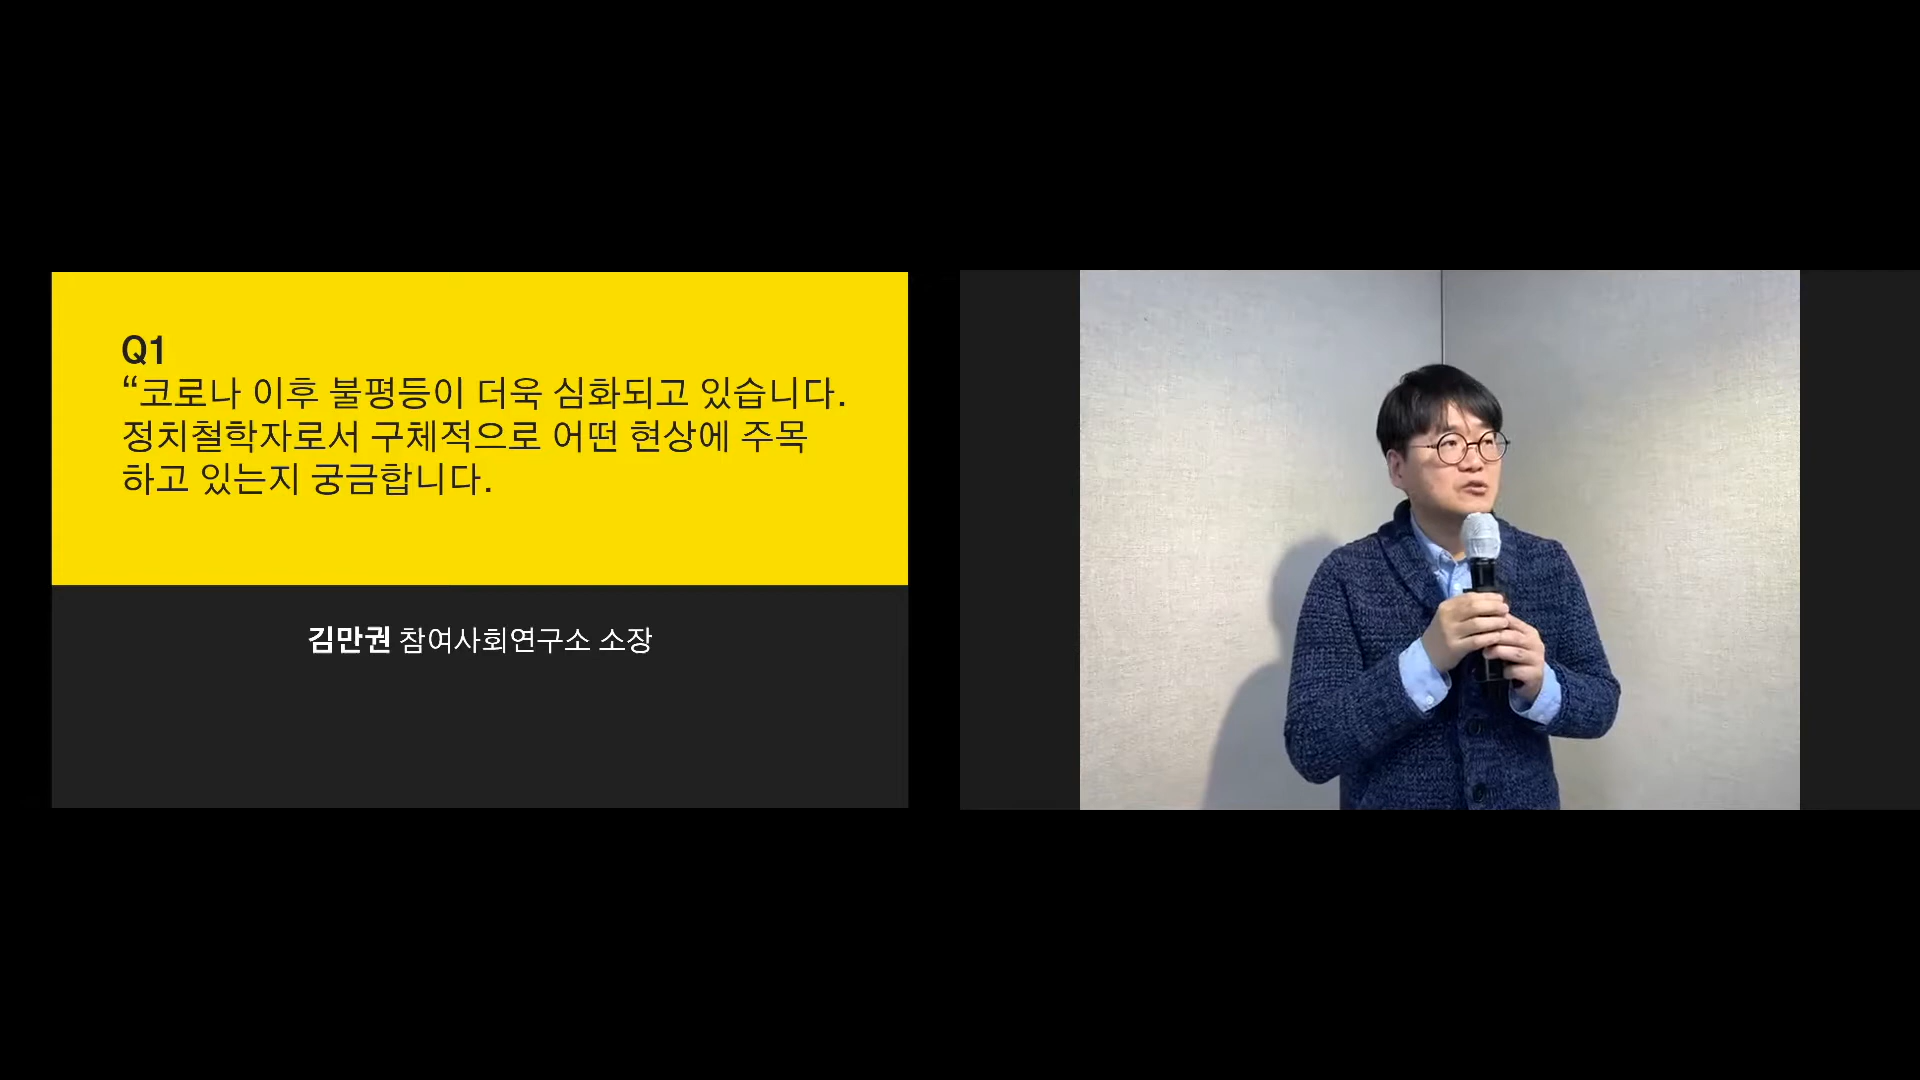 Q1
“코로나 이후 불평등이 더욱 심화되고 있습니다.
정치철학자로서 구체적으로 어떤 현상에 주목
하고 있는지 궁금합니다.
김만권 참여사회연구소 소장